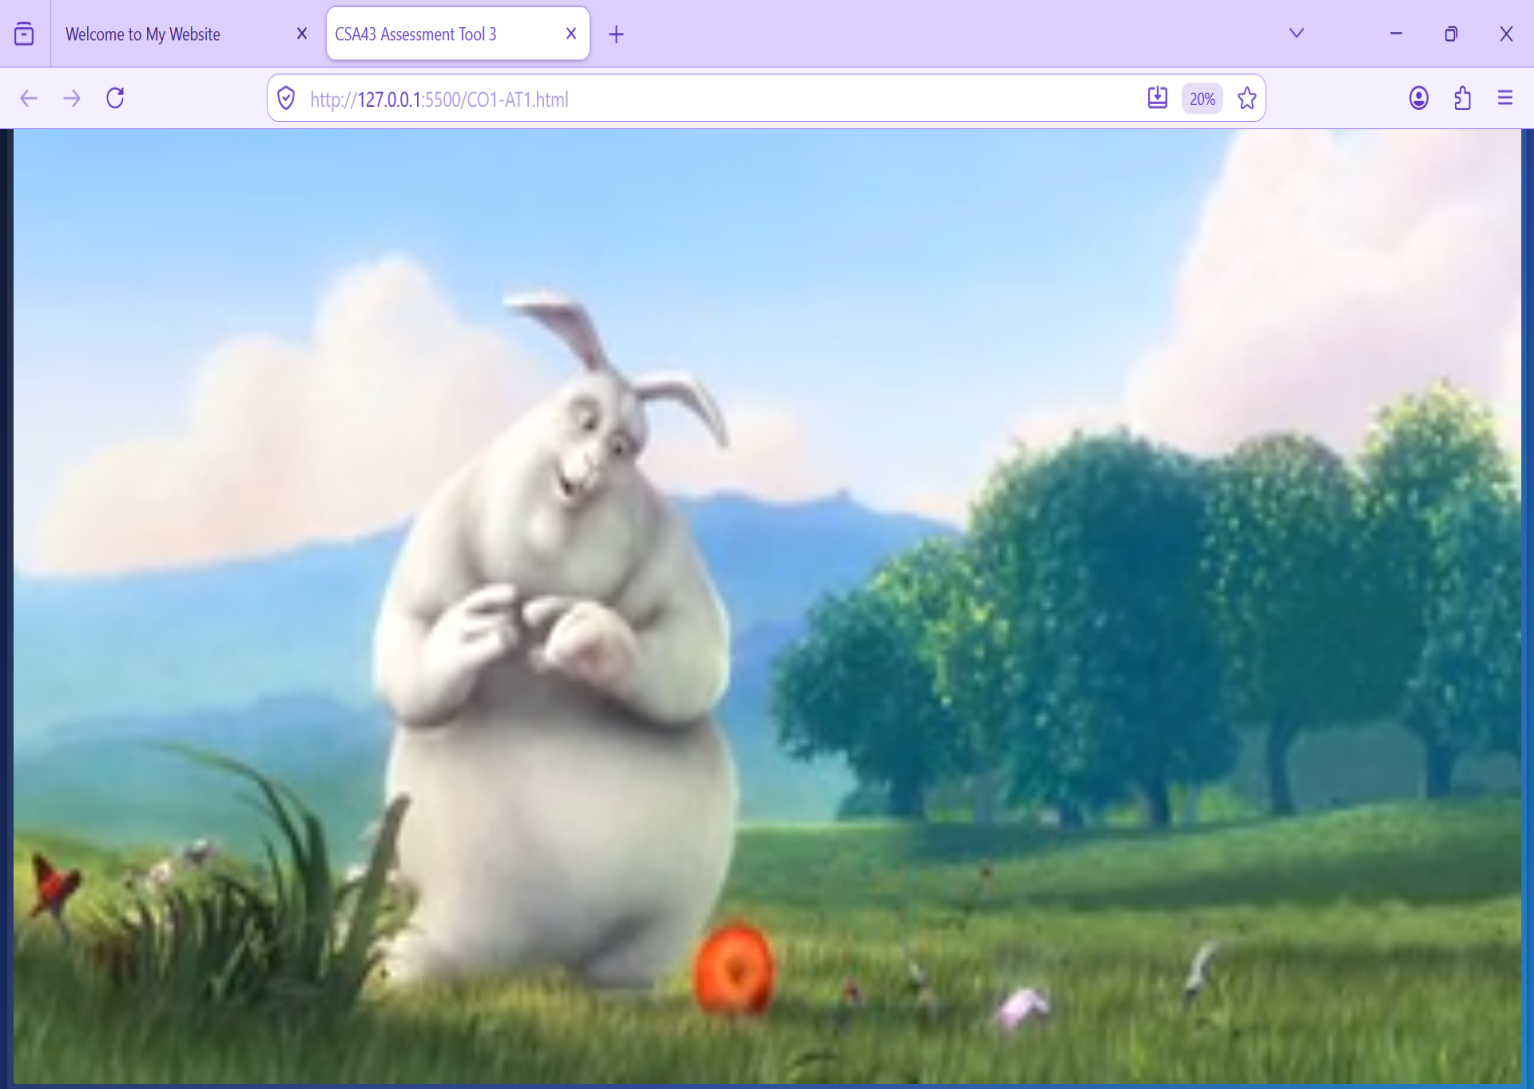 Welcome to My Website
CSA43 Assessment Tool 3
http://127.0.0.1:5500/CO1-AT1.html
20%